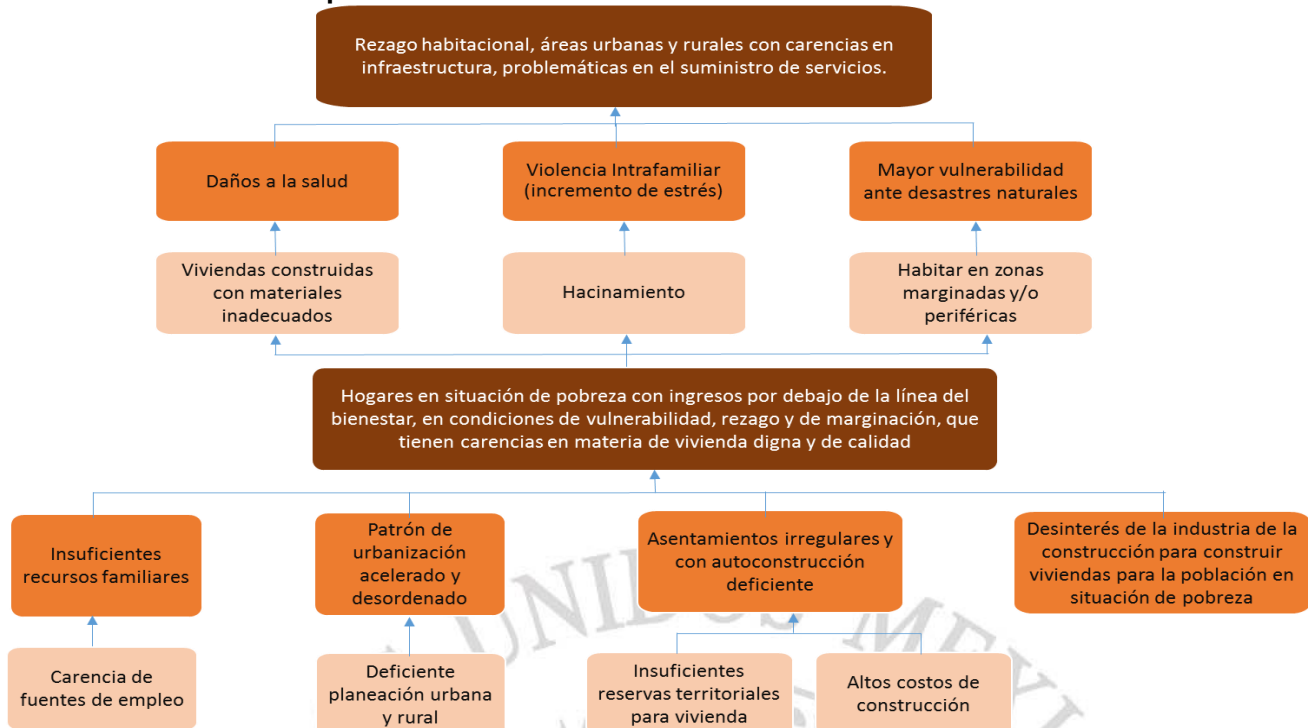 Rezago habitacional, áreas urbanas y rurales con carencias en
infraestructura, problemáticas en el suministro de servicios.
Daños a la salud
Violencia Intrafamiliar
(incremento de estrés)
Mayor vulnerabilidad
ante desastres naturales
Viviendas construidas
con materiales
inadecuados
Hacinamiento
Habitar en zonas
marginadas y/o
periféricas
Hogares en situación de pobreza con ingresos por debajo de la línea del
bienestar, en condiciones de vulnerabilidad, rezago y de marginación, que
tienen carencias en materia de vivienda digna y de calidad
Insuficientes
recursos familiares
Patrón de
urbanización
acelerado y
desordenado
Asentamientos irregulares y
con autoconstrucción
deficiente
Desinterés de la industria de la
construcción para construir
viviendas para la población en
situación de pobreza
Carencia de
fuentes de empleo
Deficiente
planeación urbana
y rural
Insuficientes
reservas territoriales
para vivienda
Altos costos de
construcción